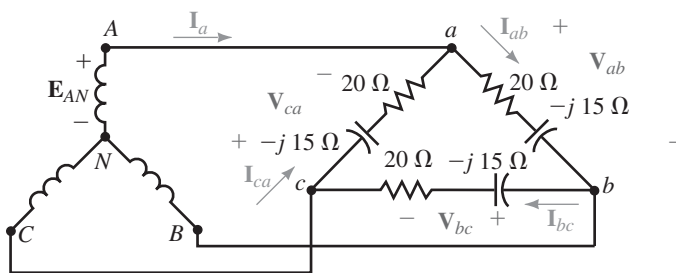 A
I_a
a
I_ab
+
+
E_AN
−
−
20 Ω
20 Ω
V_ab
V_ca
−j 15 Ω
+
−j 15 Ω
−
N
20 Ω
−j 15 Ω
I_ca
c
b
C
B
−
V_bc
+
I_bc